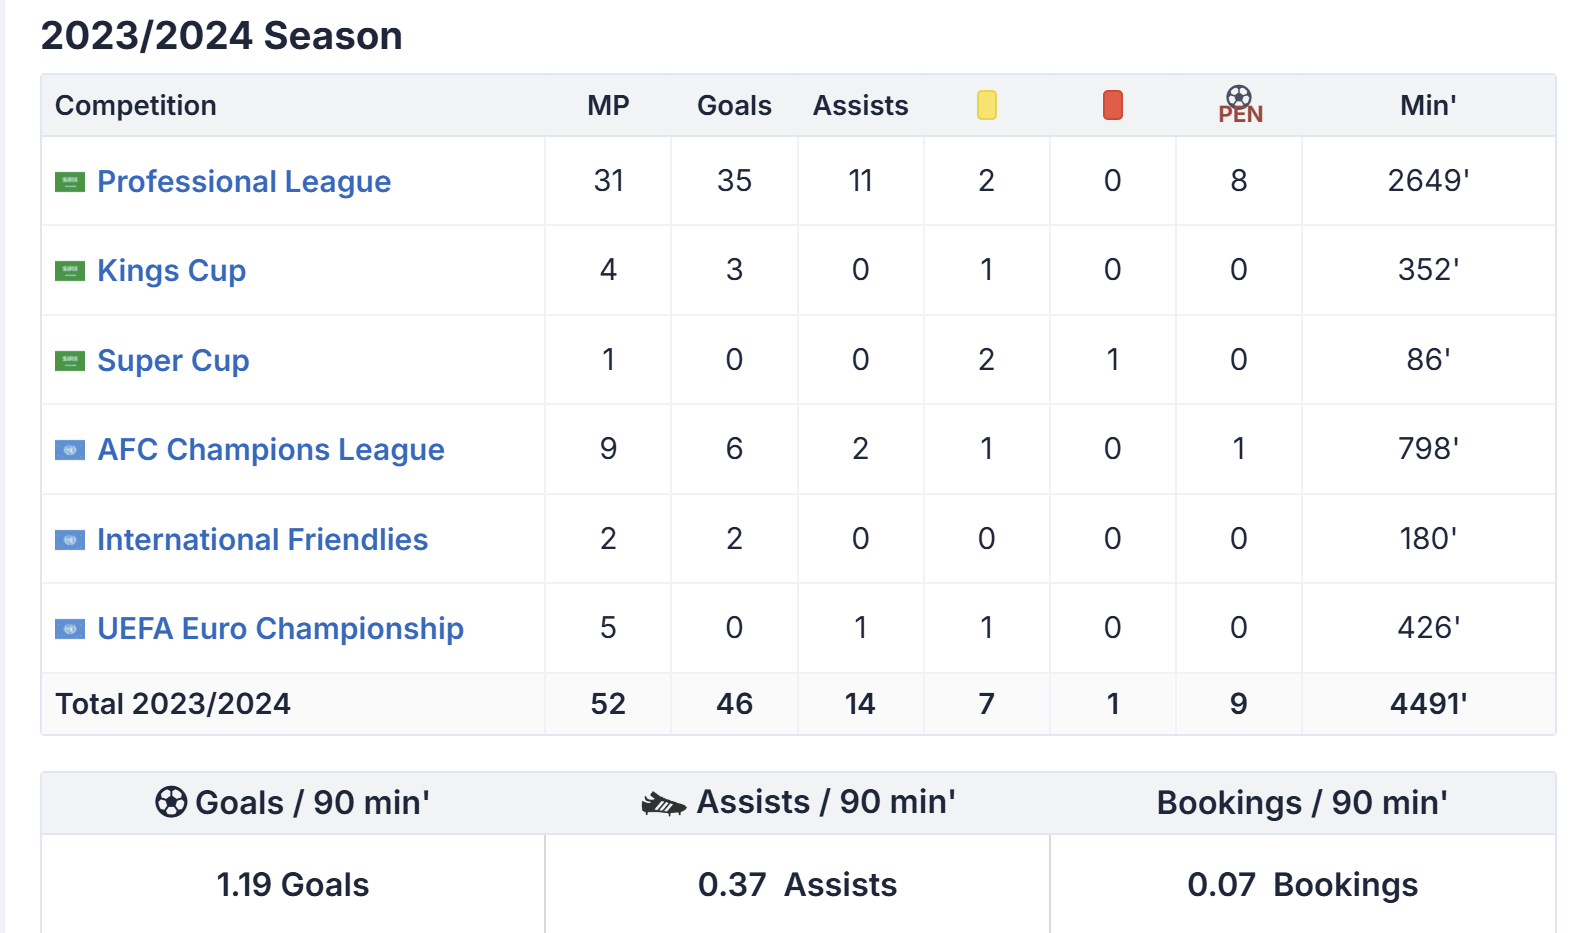 2023/2024 Season
Competition MP Goals Assists PEN Min'
Professional League 31 35 11 2 0 8 2649'
Kings Cup 4 3 0 1 0 0 352'
Super Cup 1 0 0 2 1 0 86'
AFC Champions League 9 6 2 1 0 1 798'
International Friendlies 2 2 0 0 0 0 180'
UEFA Euro Championship 5 0 1 1 0 0 426'
Total 2023/2024 52 46 14 7 1 9 4491'
Goals / 90 min' Assists / 90 min' Bookings / 90 min'
1.19 Goals 0.37 Assists 0.07 Bookings